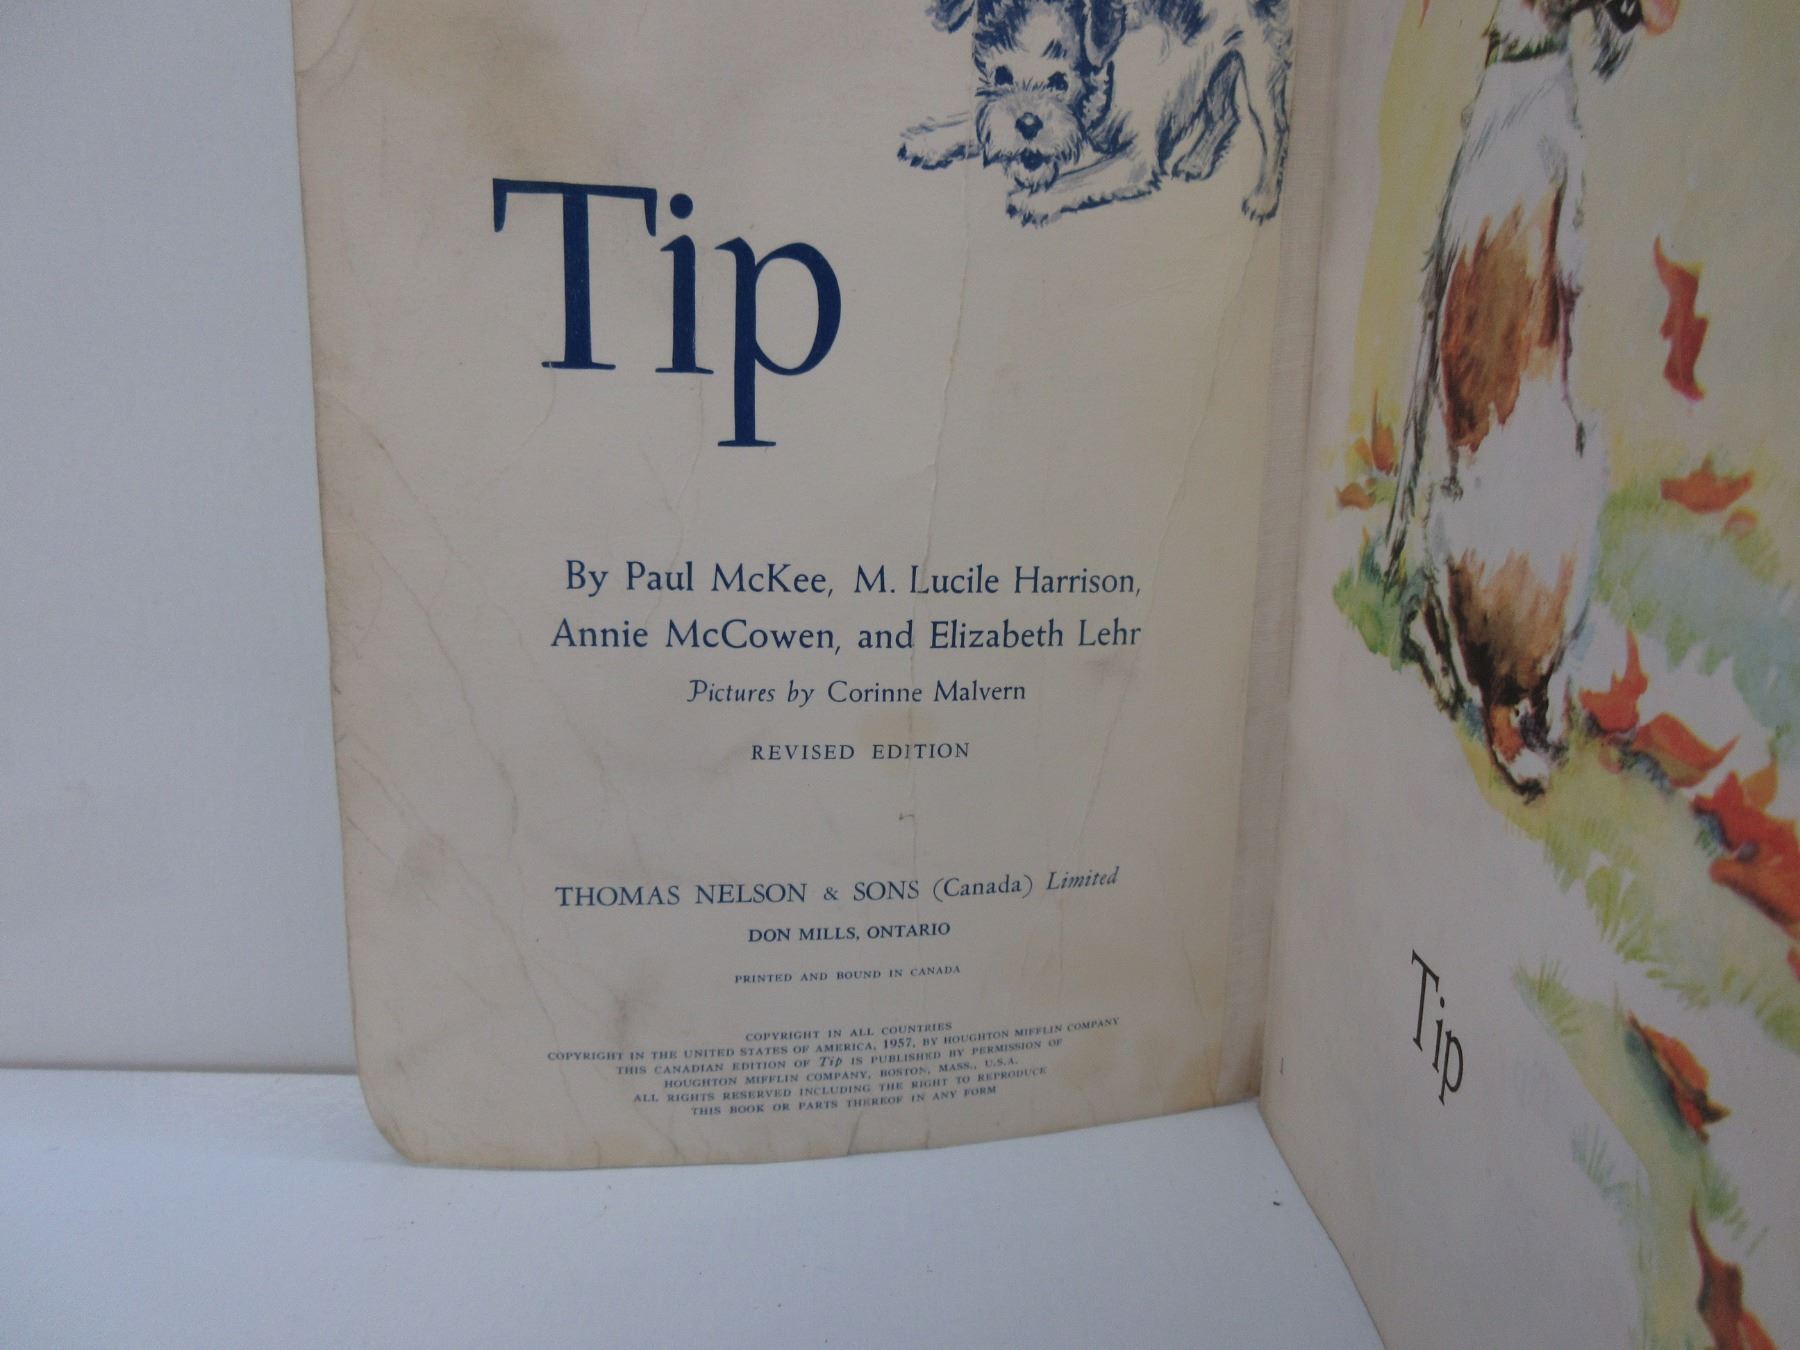 Tip
By Paul McKee, M. Lucile Harrison,
Annie McCowen, and Elizabeth Lehr
Pictures by Corinne Malvern
REVISED EDITION
THOMAS NELSON & SONS (Canada) Limited
DON MILLS, ONTARIO
PRINTED AND BOUND IN CANADA
COPYRIGHT IN ALL COUNTRIES
COPYRIGHT IN THE UNITED STATES OF AMERICA, 1957, BY HOUGHTON MIFFLIN COMPANY
THIS CANADIAN EDITION OF Tip IS PUBLISHED BY PERMISSION OF
HOUGHTON MIFFLIN COMPANY, BOSTON, MASS., U.S.A.
ALL RIGHTS RESERVED INCLUDING THE RIGHT TO REPRODUCE
THIS BOOK OR PARTS THEREOF IN ANY FORM
Tip